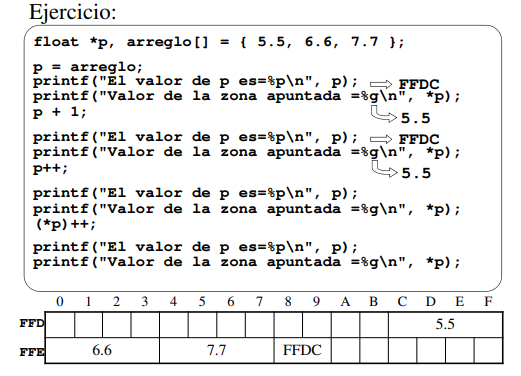 Ejercicio:
float *p, arreglo[] = { 5.5, 6.6, 7.7 };
p = arreglo;
printf("El valor de p es=%p\n", p); FFDC
printf("Valor de la zona apuntada =%g\n", *p);
p + 1; 5.5
printf("El valor de p es=%p\n", p); FFDC
printf("Valor de la zona apuntada =%g\n", *p);
p++; 5.5
printf("El valor de p es=%p\n", p);
printf("Valor de la zona apuntada =%g\n", *p);
(*p)++;
printf("El valor de p es=%p\n", p);
printf("Valor de la zona apuntada =%g\n", *p);
0 1 2 3 4 5 6 7 8 9 A B C D E F
FFD 5.5
FFE 6.6 7.7 FFDC